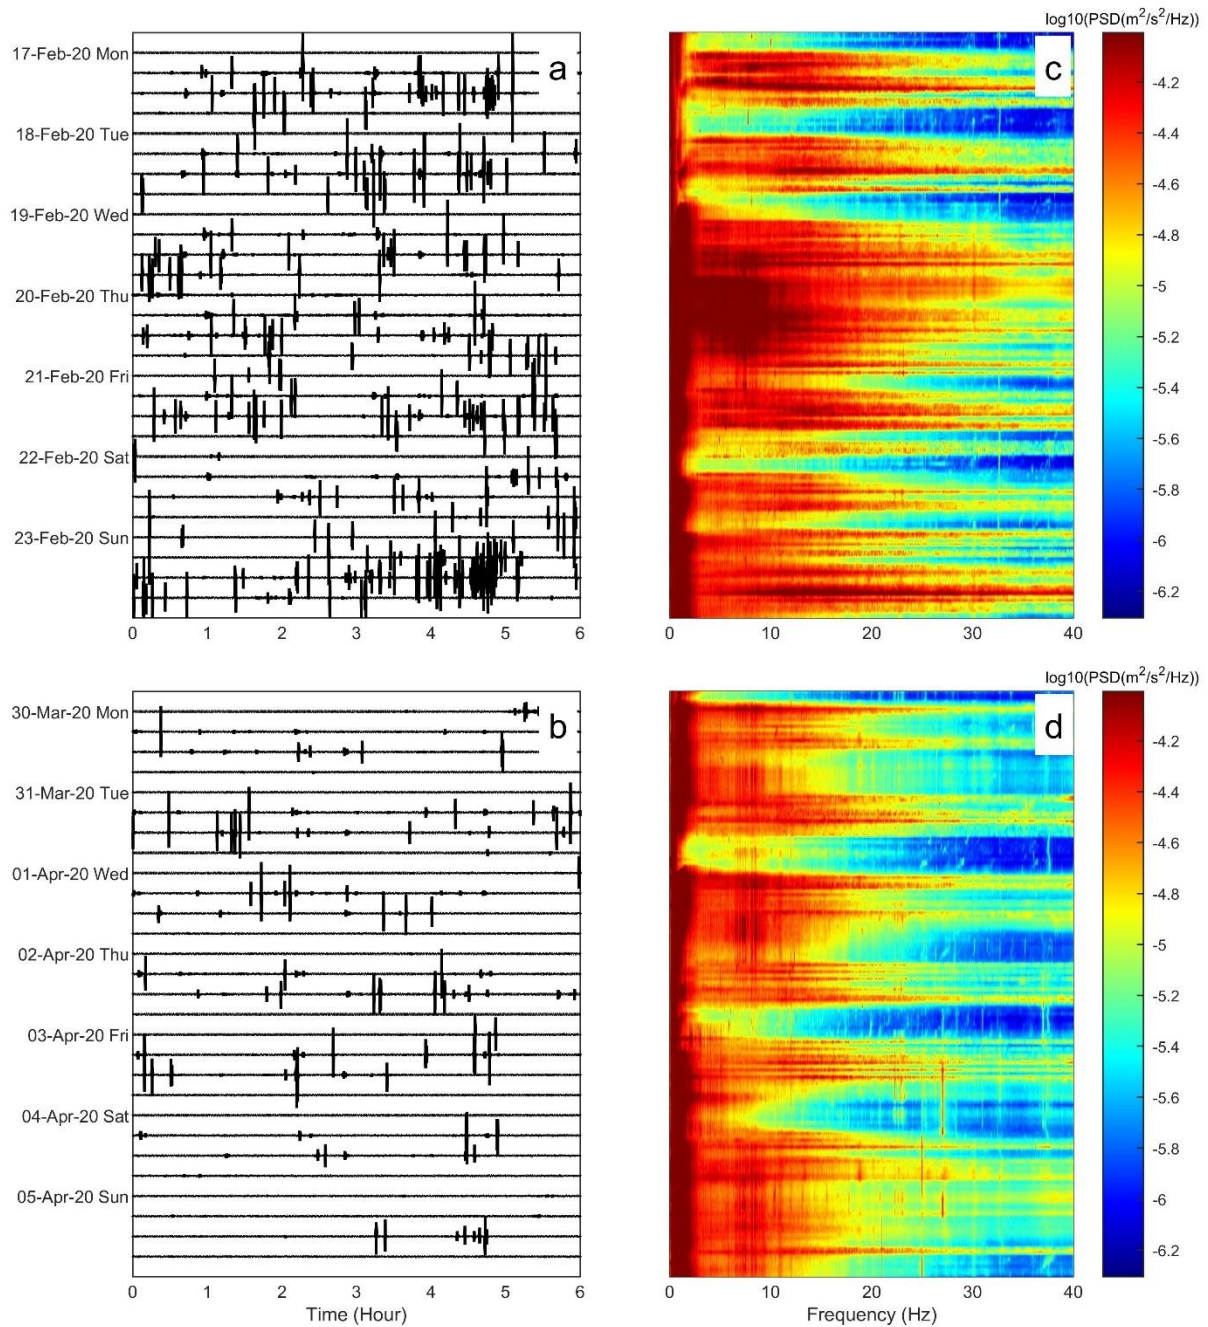 log10(PSD(m²/s²/Hz))
a
c
17-Feb-20 Mon
18-Feb-20 Tue
19-Feb-20 Wed
20-Feb-20 Thu
21-Feb-20 Fri
22-Feb-20 Sat
23-Feb-20 Sun
0 1 2 3 4 5 6
0 10 20 30 40
-4.2
-4.4
-4.6
-4.8
-5
-5.2
-5.4
-5.6
-5.8
-6
-6.2
log10(PSD(m²/s²/Hz))
b
d
30-Mar-20 Mon
31-Mar-20 Tue
01-Apr-20 Wed
02-Apr-20 Thu
03-Apr-20 Fri
04-Apr-20 Sat
05-Apr-20 Sun
0 1 2 3 4 5 6
Time (Hour)
0 10 20 30 40
Frequency (Hz)
-4.2
-4.4
-4.6
-4.8
-5
-5.2
-5.4
-5.6
-5.8
-6
-6.2